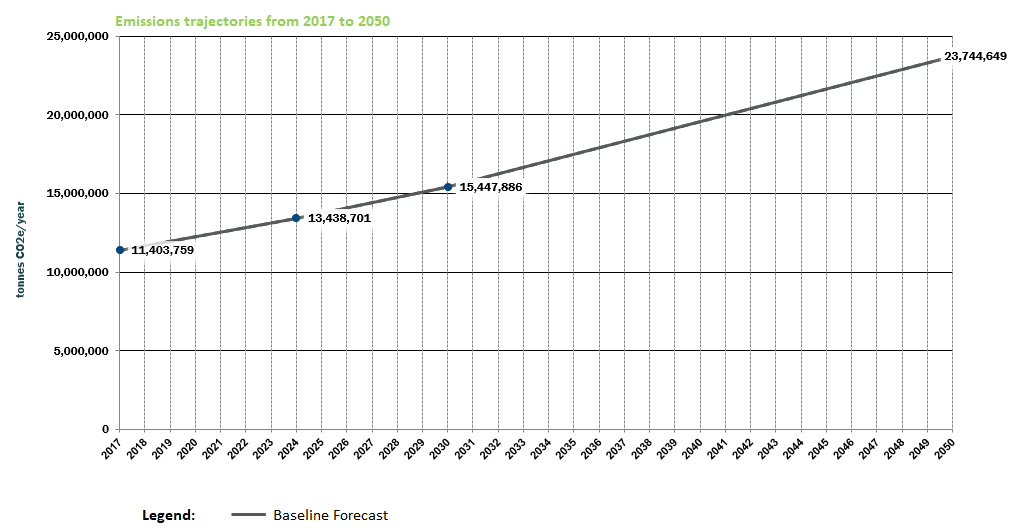 Emissions trajectories from 2017 to 2050
25,000,000
23,744,649
20,000,000
15,000,000
15,447,886
13,438,701
11,403,759
10,000,000
5,000,000
0
tonnes CO2e/year
2017 2018 2019 2020 2021 2022 2023 2024 2025 2026 2027 2028 2029 2030 2031 2032 2033 2034 2035 2036 2037 2038 2039 2040 2041 2042 2043 2044 2045 2046 2047 2048 2049 2050
Legend: Baseline Forecast